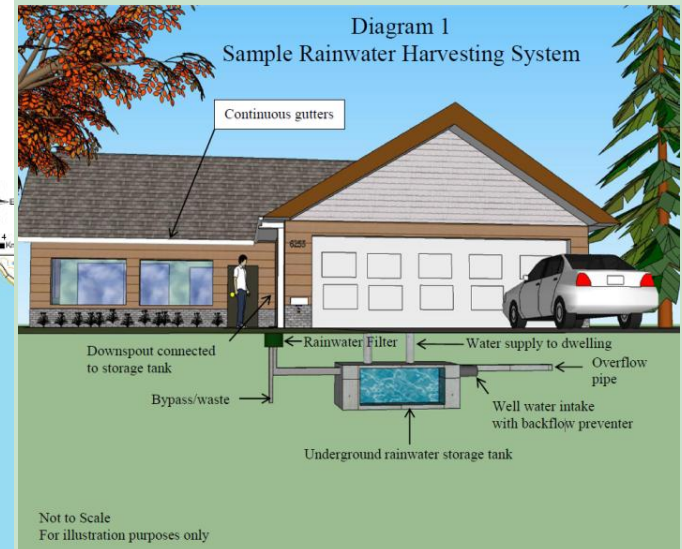 Diagram 1
Sample Rainwater Harvesting System
Continuous gutters
6255
Downspout connected
to storage tank
Rainwater Filter
Water supply to dwelling
Overflow
pipe
Bypass/waste
Well water intake
with backflow preventer
Underground rainwater storage tank
Not to Scale
For illustration purposes only
E
4